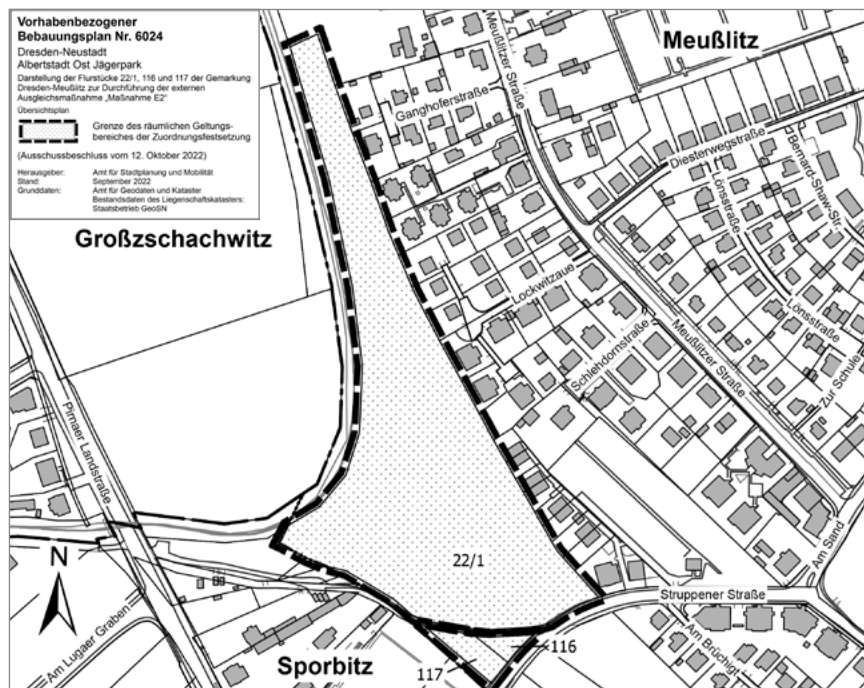 Vorhabenbezogener
Bebauungsplan Nr. 6024
Dresden-Neustadt
Albertstadt Ost Jägerpark
Darstellung der Flurstücke 22/1, 116 und 117 der Gemarkung
Dresden-Meußlitz zur Durchführung der externen
Ausgleichsmaßnahme „Maßnahme E2“
Übersichtsplan
Grenze des räumlichen Geltungs-
bereiches der Zuordnungsfestsetzung
(Ausschussbeschluss vom 12. Oktober 2022)
Herausgeber: Amt für Stadtplanung und Mobilität
Stand: September 2022
Grunddaten: Amt für Geodaten und Kataster
Bestandsdaten des Liegenschaftskatasters:
Staatsbetrieb GeoSN
Meußlitz
Meußlitzer Straße
Ganghoferstraße
Diesterwegstraße
Bernard-Shaw-Str.
Lönsstraße
Großzschachwitz
Lockwitzaue
Lönsstraße
Meußlitzer Straße
Schlehdornstraße
Zur Schule
Pirnaer Landstraße
N
22/1
Am Sand
Struppener Straße
Am Lugaer Graben
Sporbitz
116
117
Am Brüchigt